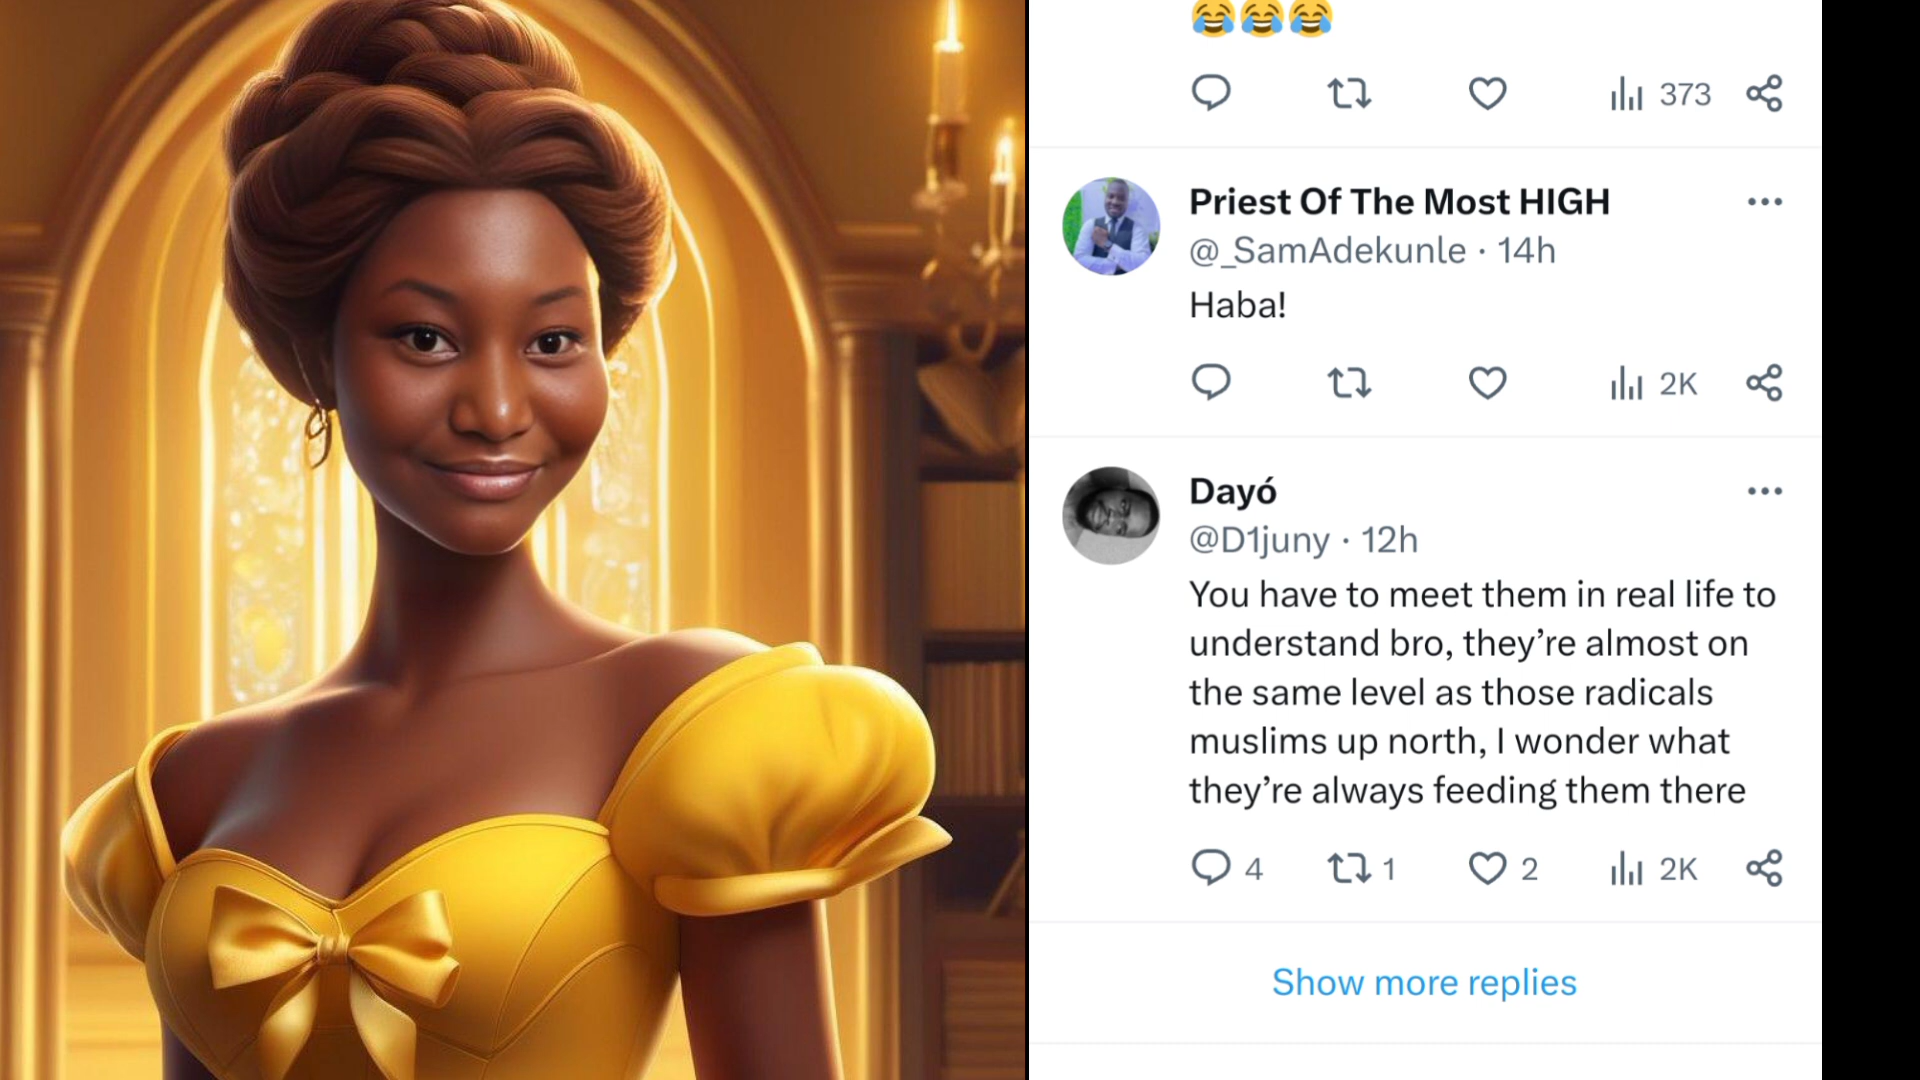 😂😂😂
373
Priest Of The Most HIGH
@_SamAdekunle · 14h
Haba!
2K
Dayó
@D1juny · 12h
You have to meet them in real life to
understand bro, they’re almost on
the same level as those radicals
muslims up north, I wonder what
they’re always feeding them there
4 1 2 2K
Show more replies